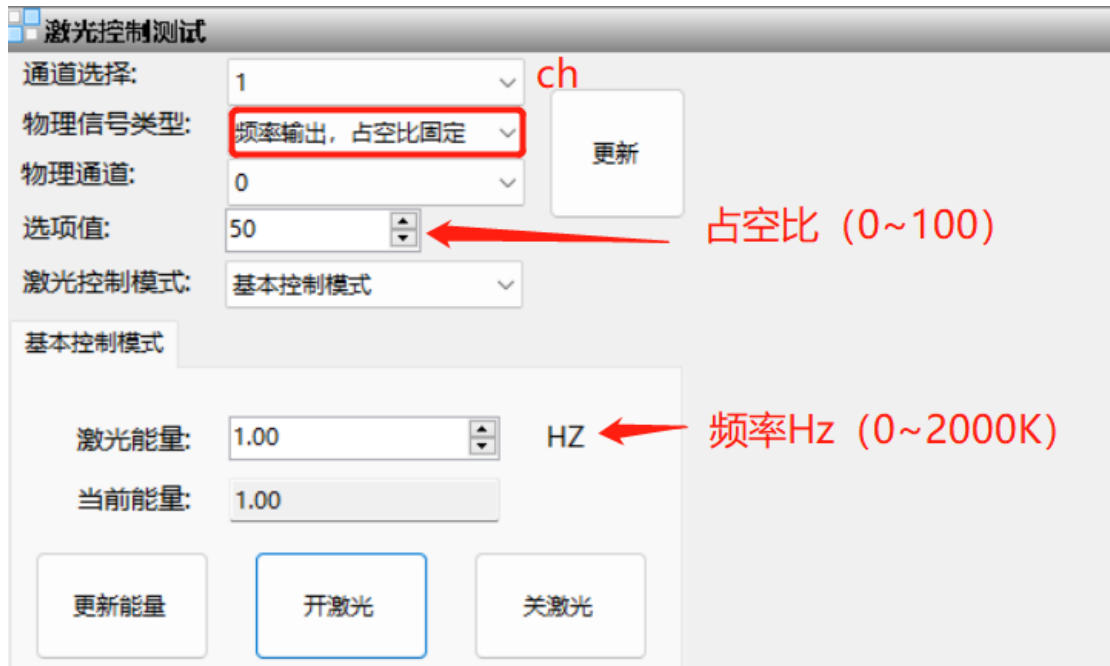 激光控制测试
通道选择: 1 ch
物理信号类型: 频率输出，占空比固定
更新
物理通道: 0
选项值: 50 占空比（0~100）
激光控制模式: 基本控制模式
基本控制模式
激光能量: 1.00 HZ 频率Hz（0~2000K）
当前能量: 1.00
更新能量 开激光 关激光